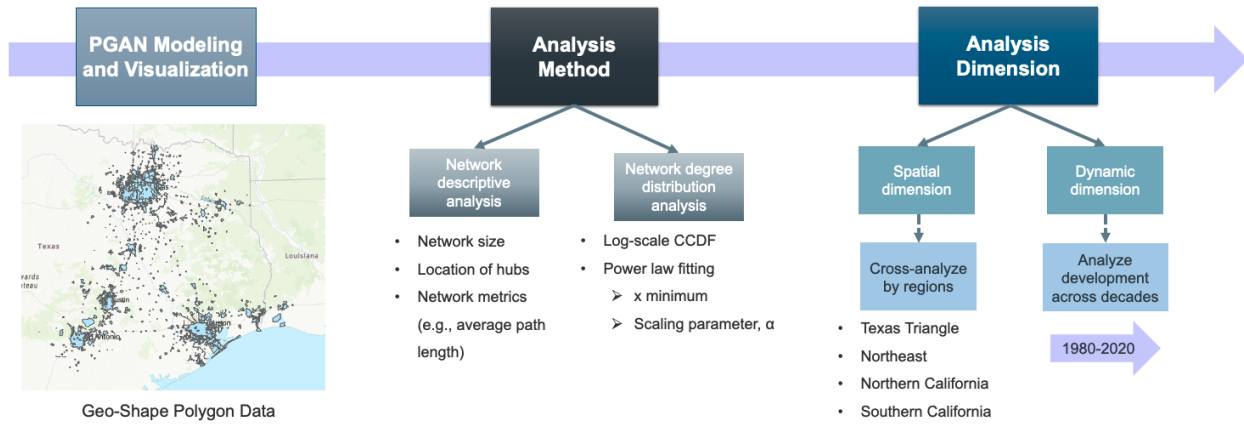 PGAN Modeling
and Visualization
Analysis
Method
Analysis
Dimension
Texas
Louisiana
Austin
Geo-Shape Polygon Data
Network
descriptive
analysis
Network degree
distribution
analysis
• Network size
• Location of hubs
• Network metrics
(e.g., average path
length)
• Log-scale CCDF
• Power law fitting
➢ x minimum
➢ Scaling parameter, α
Spatial
dimension
Dynamic
dimension
Cross-analyze
by regions
Analyze
development
across decades
• Texas Triangle
• Northeast
• Northern California
• Southern California
1980-2020